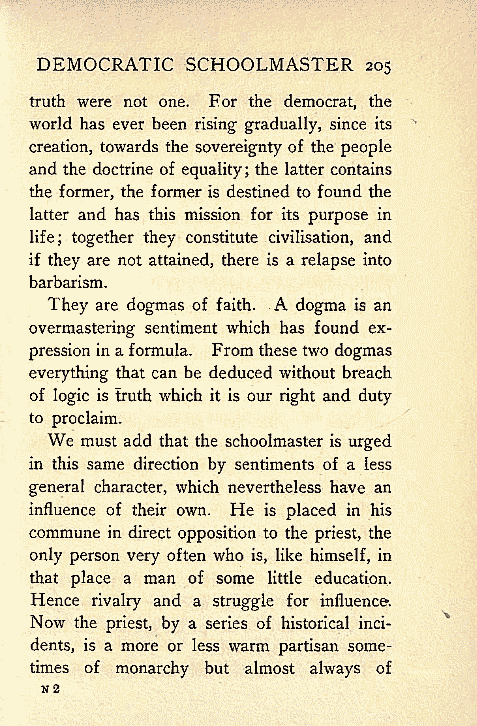 DEMOCRATIC SCHOOLMASTER 205
truth were not one. For the democrat, the
world has ever been rising gradually, since its
creation, towards the sovereignty of the people
and the doctrine of equality; the latter contains
the former, the former is destined to found the
latter and has this mission for its purpose in
life; together they constitute civilisation, and
if they are not attained, there is a relapse into
barbarism.
They are dogmas of faith. A dogma is an
overmastering sentiment which has found ex-
pression in a formula. From these two dogmas
everything that can be deduced without breach
of logic is truth which it is our right and duty
to proclaim.
We must add that the schoolmaster is urged
in this same direction by sentiments of a less
general character, which nevertheless have an
influence of their own. He is placed in his
commune in direct opposition to the priest, the
only person very often who is, like himself, in
that place a man of some little education.
Hence rivalry and a struggle for influence.
Now the priest, by a series of historical inci-
dents, is a more or less warm partisan some-
times of monarchy but almost always of
N 2